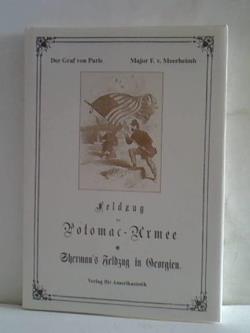 Der Graf von Paris Major F. v. Meerheimb
Feldzug
der
Potomac-Armee
Sherman's Feldzug in Georgien.
Verlag für Amerikanistik